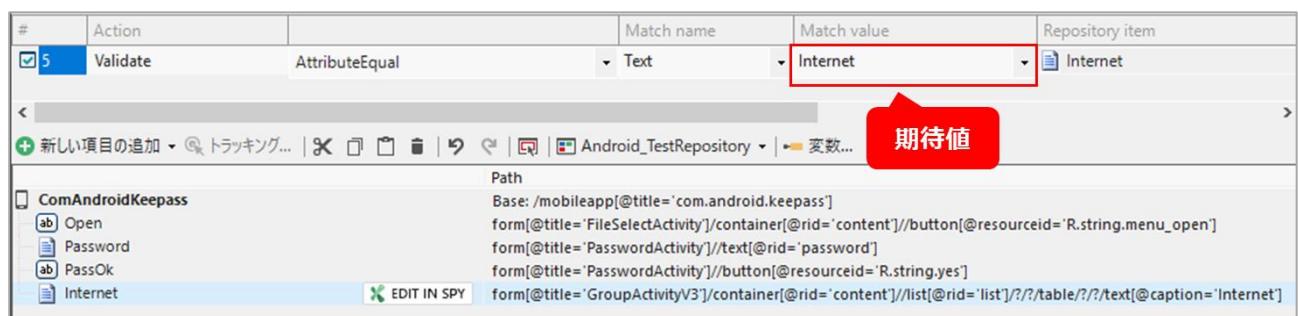 # Action Match name Match value Repository item
5 Validate AttributeEqual Text Internet Internet
期待値
新しい項目の追加 トラッキング... Android_TestRepository 変数...
Path
ComAndroidKeepass Base: /mobileapp[@title='com.android.keepass']
ab Open form[@title='FileSelectActivity']/container[@rid='content']//button[@resourceid='R.string.menu_open']
Password form[@title='PasswordActivity']//text[@rid='password']
ab PassOk form[@title='PasswordActivity']//button[@resourceid='R.string.yes']
Internet EDIT IN SPY form[@title='GroupActivityV3']/container[@rid='content']//list[@rid='list']/?/?/table/?/?/text[@caption='Internet']